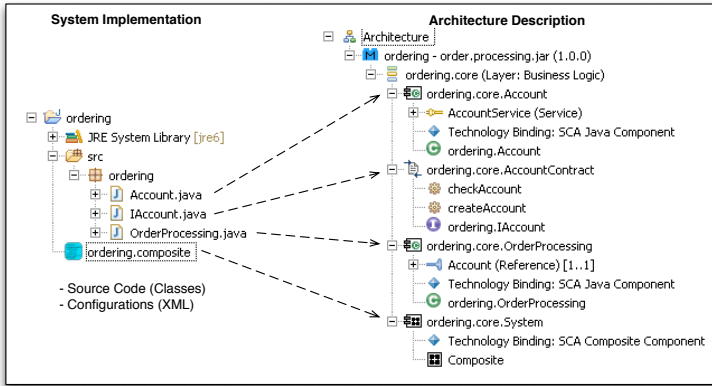 System Implementation
ordering
JRE System Library [jre6]
src
ordering
Account.java
IAccount.java
OrderProcessing.java
ordering.composite
- Source Code (Classes)
- Configurations (XML)
Architecture Description
Architecture
ordering - order.processing.jar (1.0.0)
ordering.core (Layer: Business Logic)
ordering.core.Account
AccountService (Service)
Technology Binding: SCA Java Component
ordering.Account
ordering.core.AccountContract
checkAccount
createAccount
ordering.IAccount
ordering.core.OrderProcessing
Account (Reference) [1..1]
Technology Binding: SCA Java Component
ordering.OrderProcessing
ordering.core.System
Technology Binding: SCA Composite Component
Composite